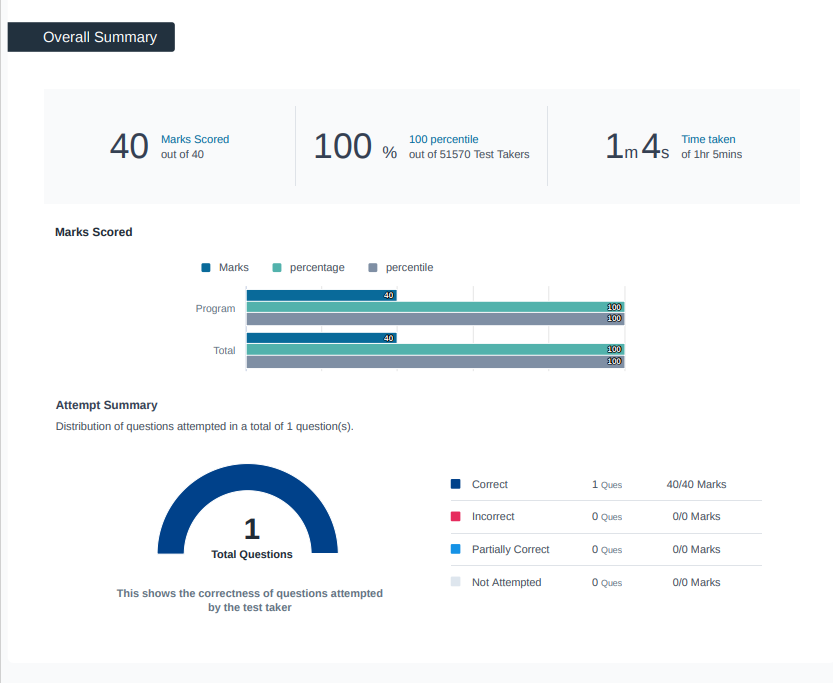 Overall Summary
40 Marks Scored
out of 40
100 % 100 percentile
out of 51570 Test Takers
1m 4s Time taken
of 1hr 5mins
Marks Scored
Marks percentage percentile
Program 40
100
100
Total 40
100
100
Attempt Summary
Distribution of questions attempted in a total of 1 question(s).
1
Total Questions
This shows the correctness of questions attempted
by the test taker
Correct 1 Ques 40/40 Marks
Incorrect 0 Ques 0/0 Marks
Partially Correct 0 Ques 0/0 Marks
Not Attempted 0 Ques 0/0 Marks